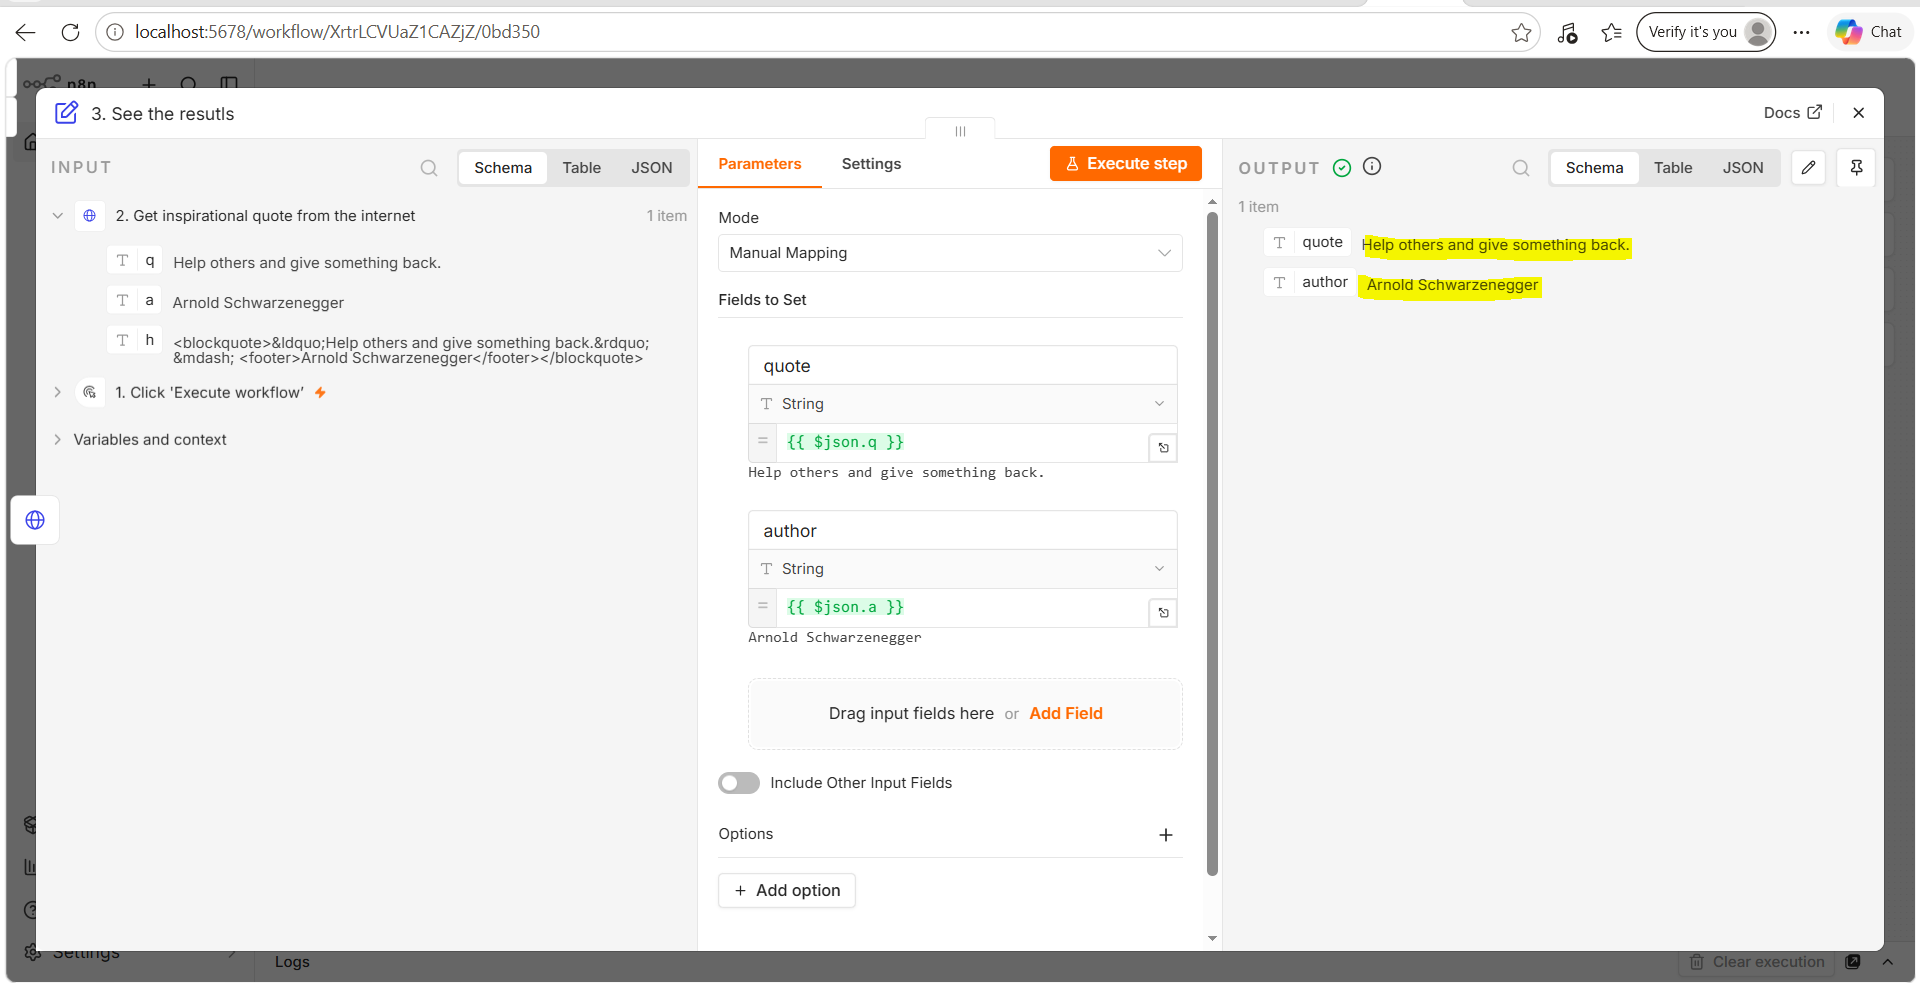 localhost:5678/workflow/XrtrLCVUaZ1CAZjZ/0bd350
Verify it's you
Chat
n8n
3. See the resutls
Docs
INPUT
Schema
Table
JSON
2. Get inspirational quote from the internet
1 item
T q Help others and give something back.
T a Arnold Schwarzenegger
T h <blockquote>&ldquo;Help others and give something back.&rdquo;
&mdash; <footer>Arnold Schwarzenegger</footer></blockquote>
1. Click 'Execute workflow’
Variables and context
Parameters
Settings
Execute step
Mode
Manual Mapping
Fields to Set
quote
T String
= {{ $json.q }}
Help others and give something back.
author
T String
= {{ $json.a }}
Arnold Schwarzenegger
Drag input fields here or Add Field
Include Other Input Fields
Options
+ Add option
OUTPUT
Schema
Table
JSON
1 item
T quote Help others and give something back.
T author Arnold Schwarzenegger
Settings
Logs
Clear execution